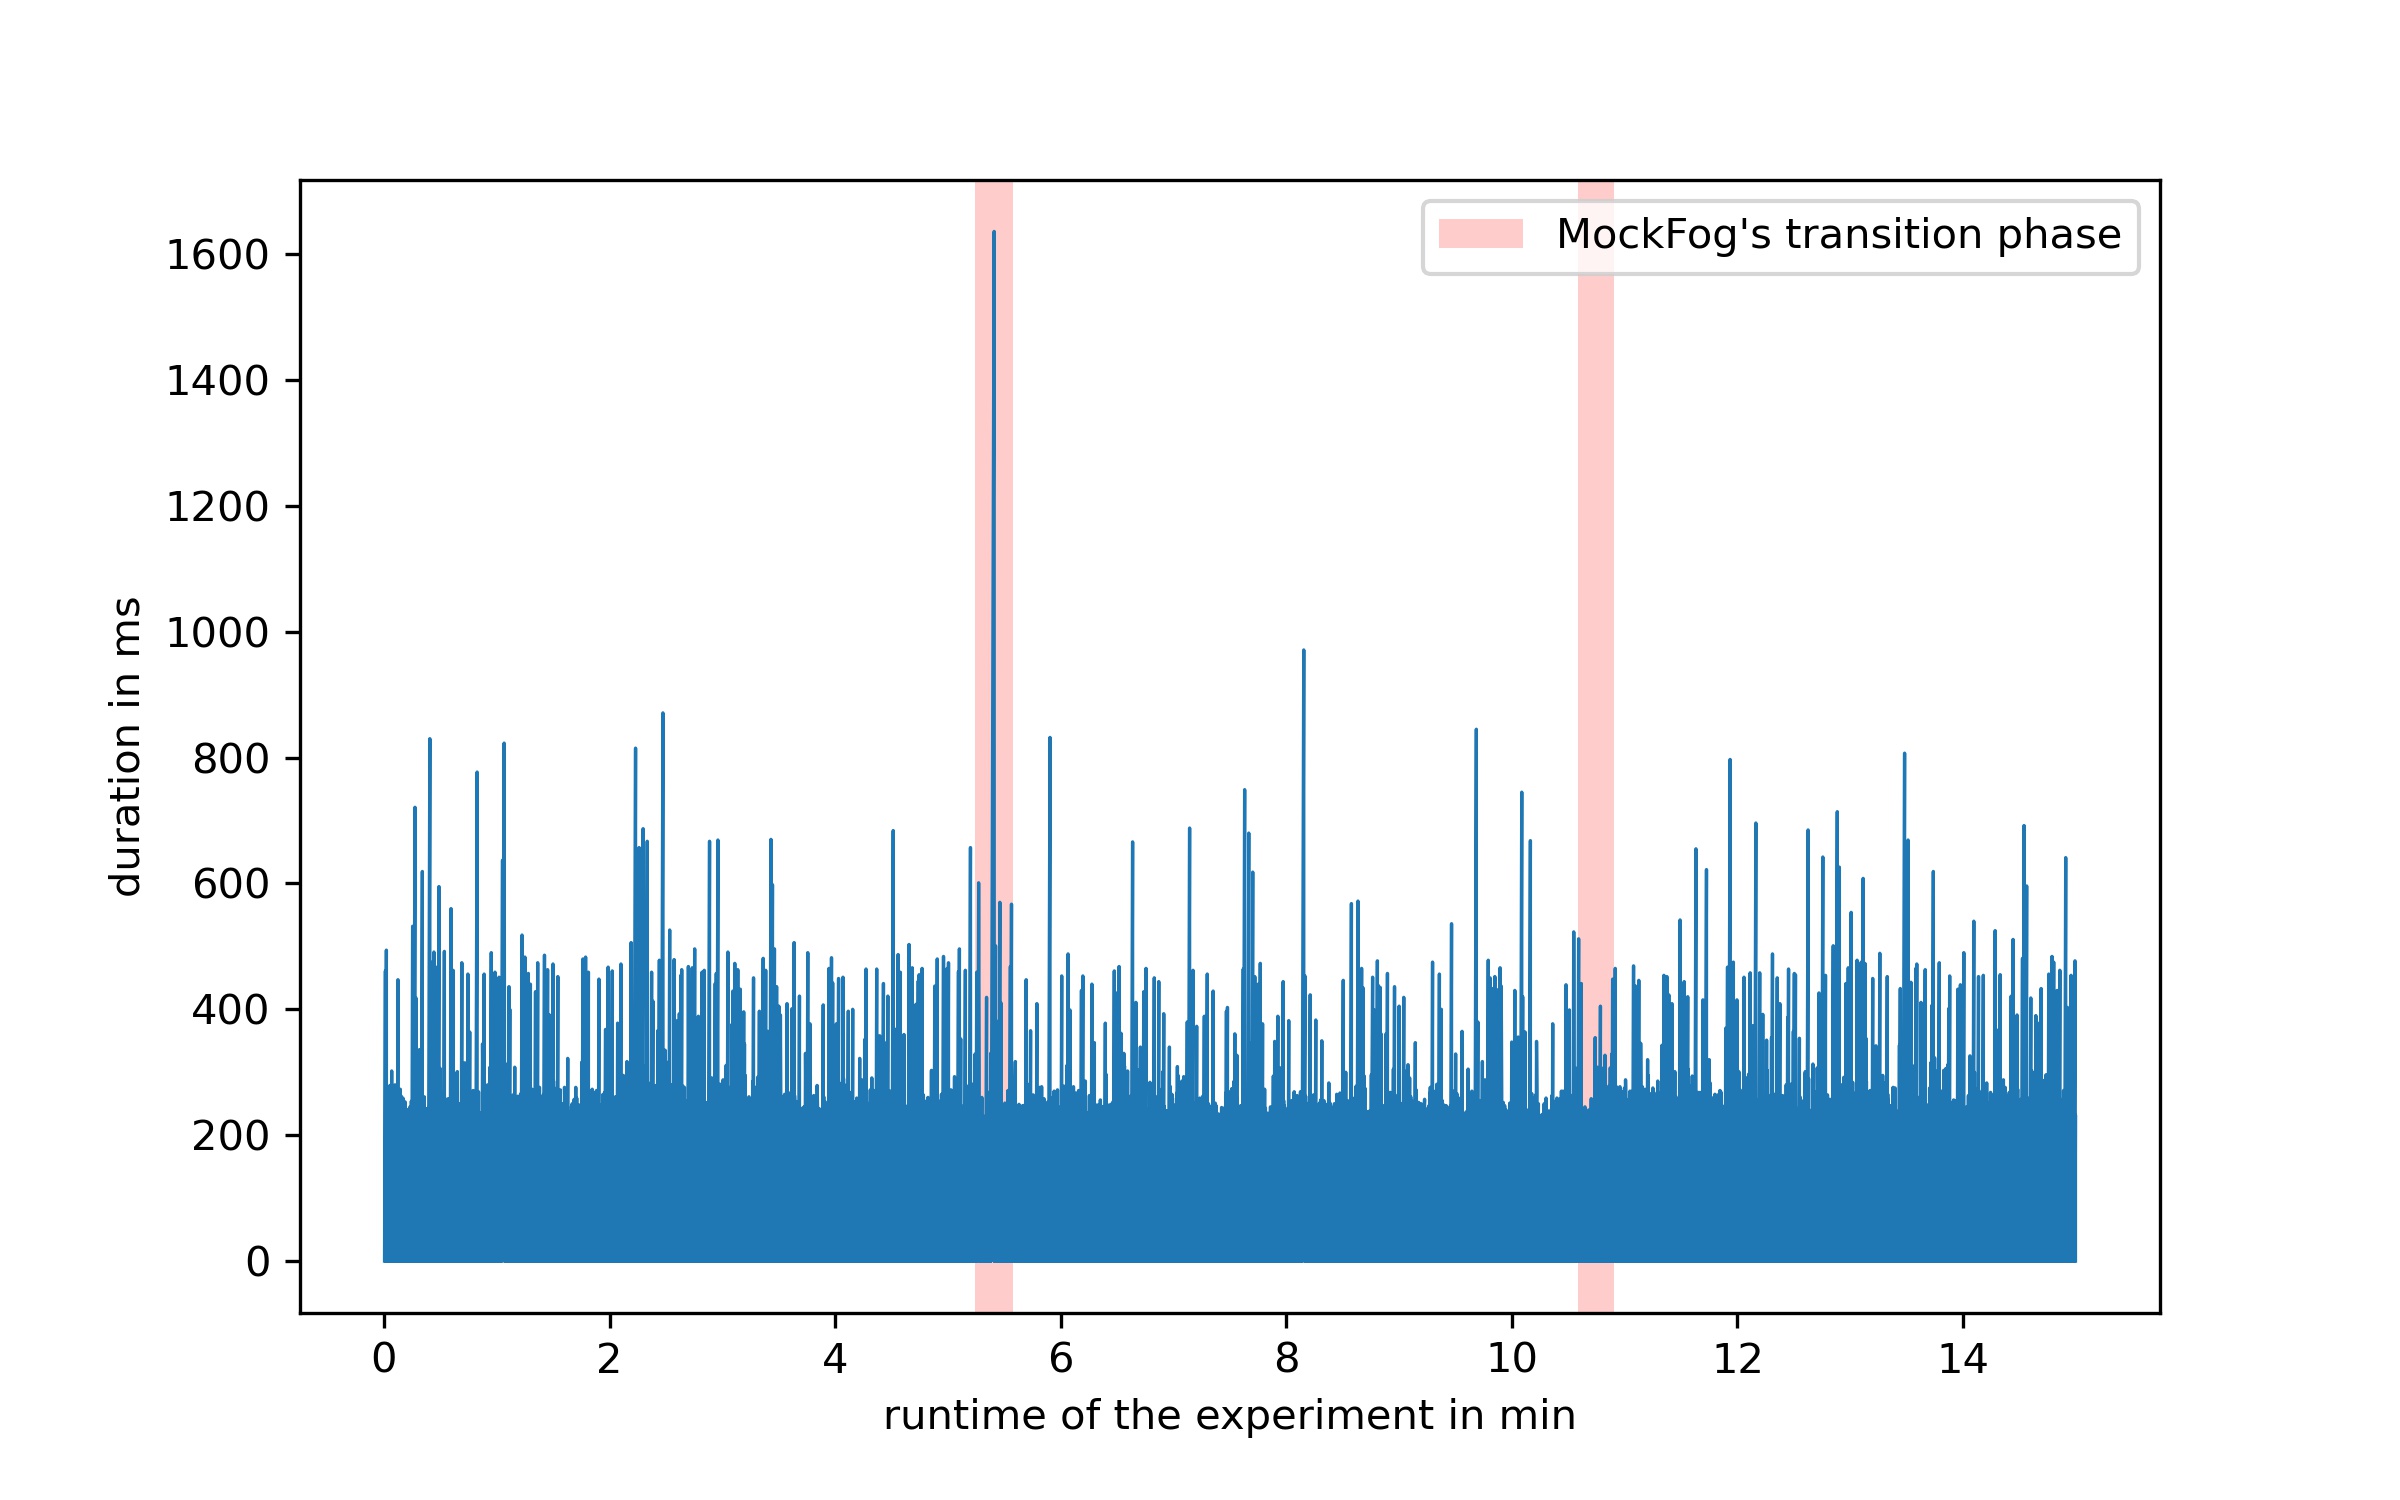 MockFog's transition phase
1600
1400
1200
1000
800
600
400
200
0
duration in ms
0 2 4 6 8 10 12 14
runtime of the experiment in min